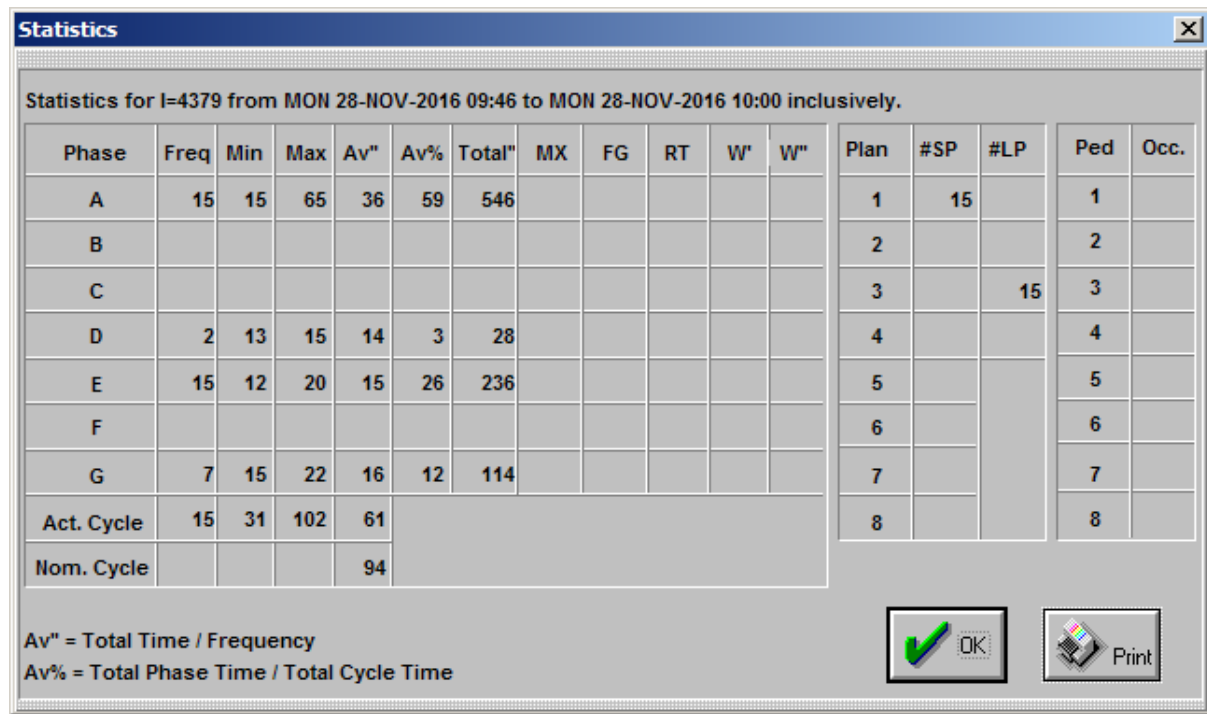 Statistics
Statistics for I=4379 from MON 28-NOV-2016 09:46 to MON 28-NOV-2016 10:00 inclusively.
Phase Freq Min Max Av" Av% Total" MX FG RT W' W" Plan #SP #LP Ped Occ.
A 15 15 65 36 59 546 1 15 1
B 2 2
C 3 15 3
D 2 13 15 14 3 28 4 4
E 15 12 20 15 26 236 5 5
F 6 6
G 7 15 22 16 12 114 7 7
Act. Cycle 15 31 102 61 8 8
Nom. Cycle 94
Av" = Total Time / Frequency
Av% = Total Phase Time / Total Cycle Time
OK Print